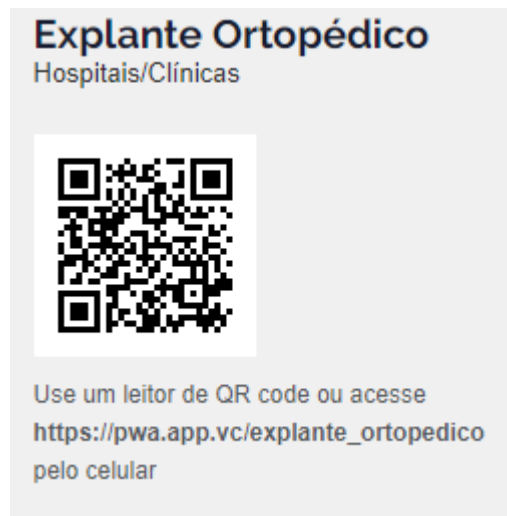 Explante Ortopédico
Hospitais/Clínicas
Use um leitor de QR code ou acesse
https://pwa.app.vc/explante_ortopedico
pelo celular